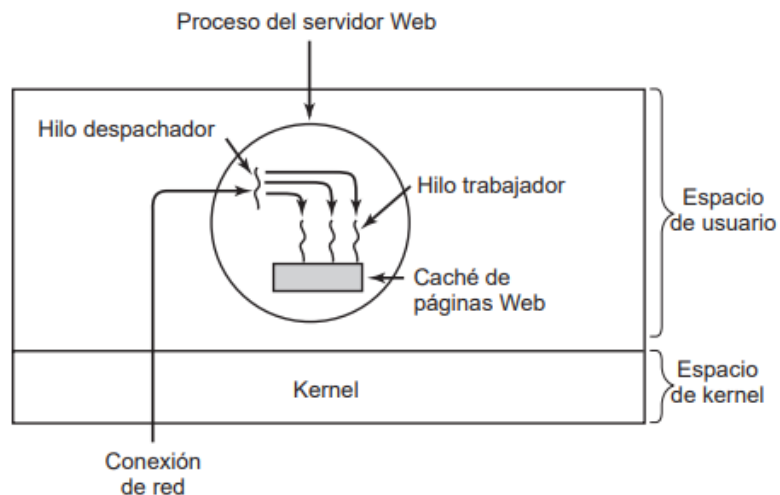 Proceso del servidor Web
Hilo despachador
Hilo trabajador
Espacio
de usuario
Caché de
páginas Web
Kernel
Espacio
de kernel
Conexión
de red